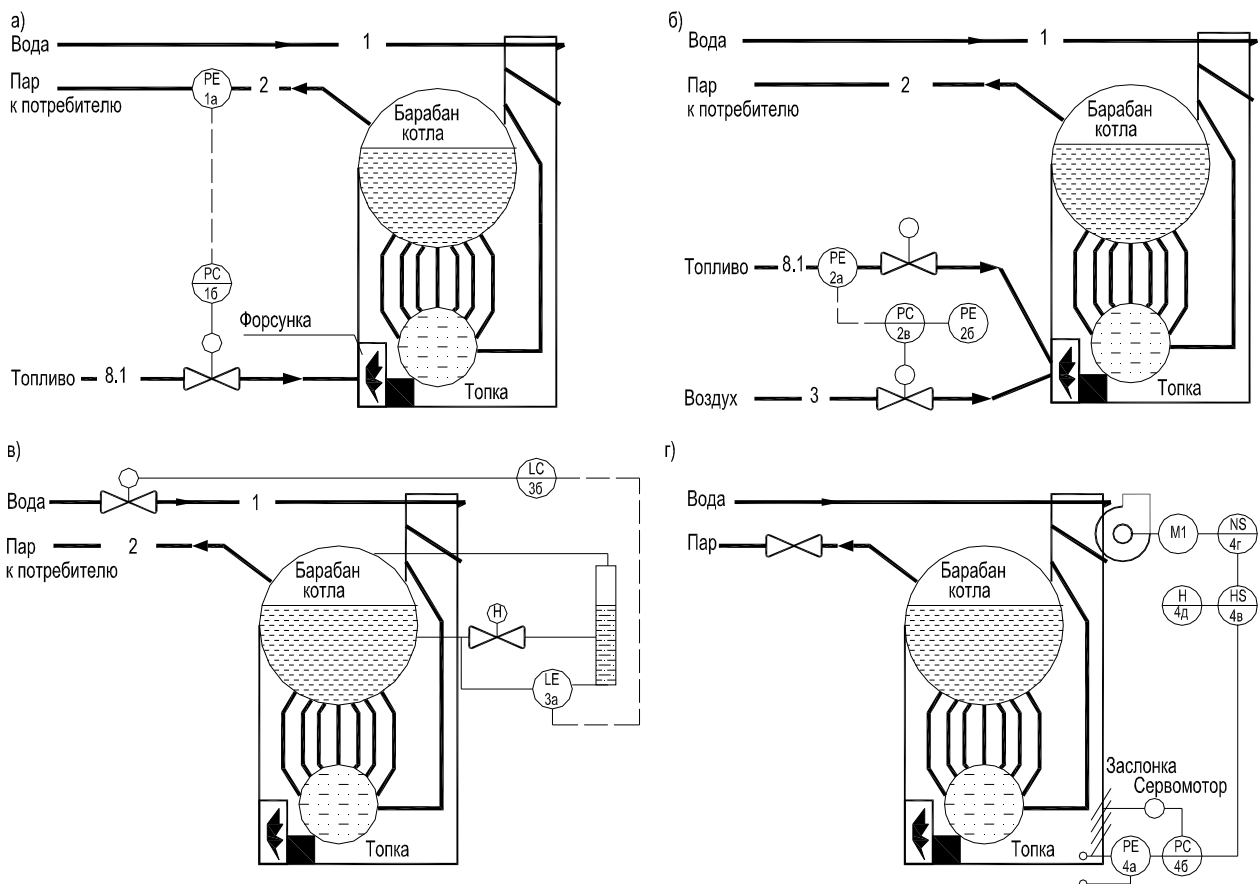 а)
Вода 1
Пар 2
к потребителю
PE
1а
Барабан
котла
PC
1б
Форсунка
Топливо 8.1
Топка
б)
Вода 1
Пар 2
к потребителю
Барабан
котла
Топливо 8.1
PE
2а
PC
2в
PE
2б
Воздух 3
Топка
в)
LC
3б
Вода 1
Пар 2
к потребителю
Барабан
котла
H
LE
3а
Топка
г)
Вода
Пар
M1
NS
4г
Барабан
котла
H
4д
HS
4в
Заслонка
Сервомотор
Топка
PE
4а
PC
4б